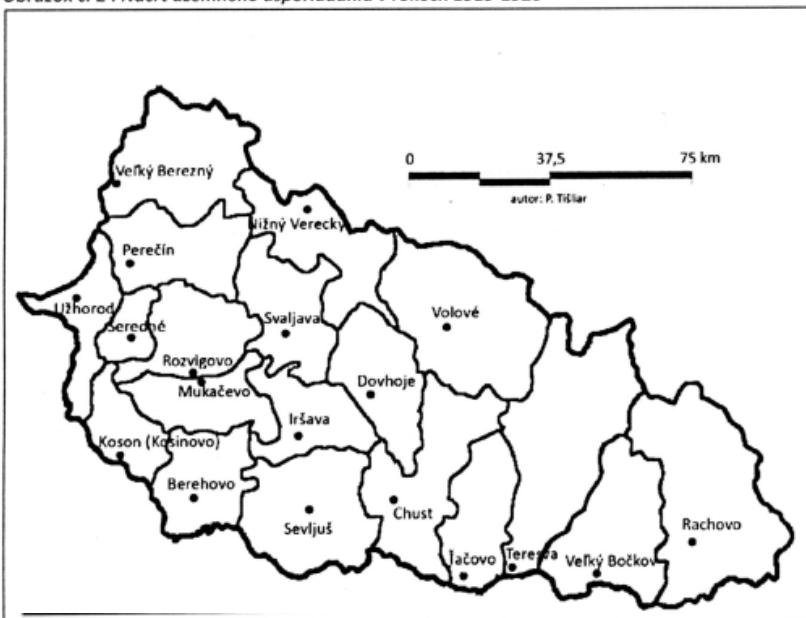 0 37,5 75 km
autor: P. Tišliar
Veľký Berezný
Nižný Verecky
Perečín
Užhorod
Seredné
Svaljava
Volové
Rozvigovo
Mukačevo
Dovhoje
Iršava
Koson (Kosinovo)
Berehovo
Sevljuš
Chust
Ťačovo
Teresva
Veľký Bočkov
Rachovo